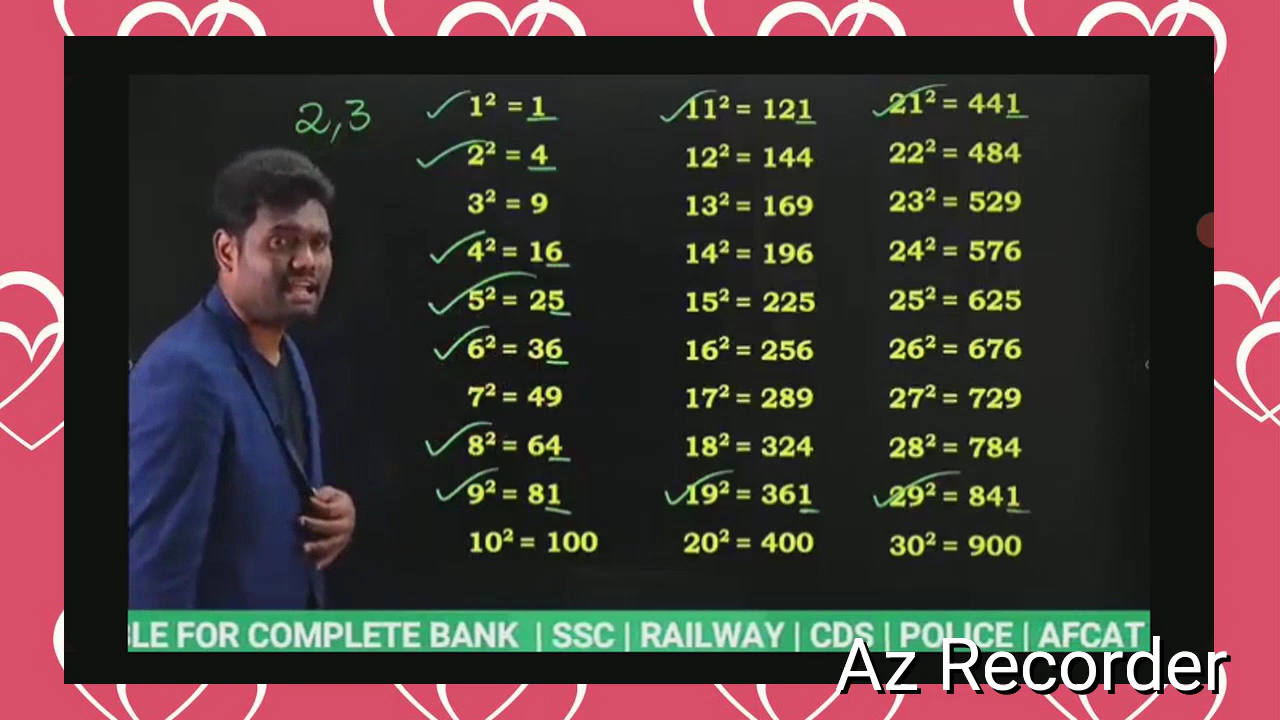 2,3
1² = 1
2² = 4
3² = 9
4² = 16
5² = 25
6² = 36
7² = 49
8² = 64
9² = 81
10² = 100
11² = 121
12² = 144
13² = 169
14² = 196
15² = 225
16² = 256
17² = 289
18² = 324
19² = 361
20² = 400
21² = 441
22² = 484
23² = 529
24² = 576
25² = 625
26² = 676
27² = 729
28² = 784
29² = 841
30² = 900
FOR COMPLETE BANK | SSC | RAILWAY | CDS | POLICE | AFCAT
Az Recorder